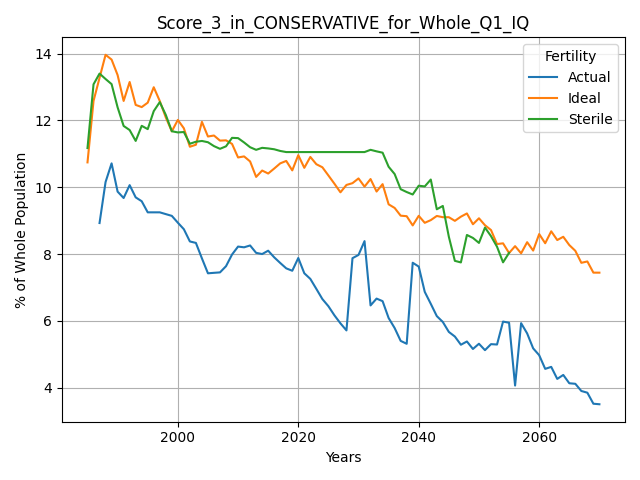 Score_3_in_CONSERVATIVE_for_Whole_Q1_IQ
Fertility
Actual
Ideal
Sterile
% of Whole Population
14
12
10
8
6
4
2000 2020 2040 2060
Years